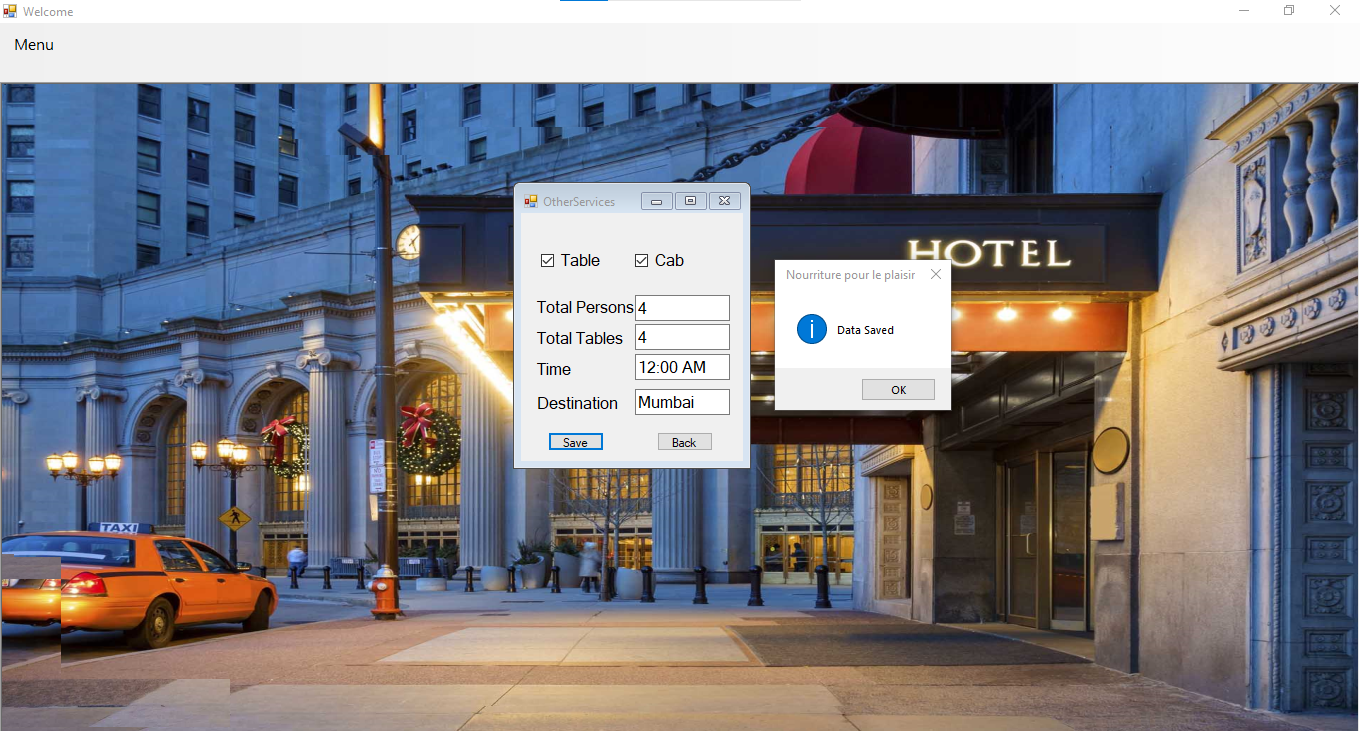 Welcome
Menu
HOTEL
OtherServices
Table
Cab
Nourriture pour le plaisir
Total Persons 4
Data Saved
Total Tables 4
Time 12:00 AM
OK
Destination Mumbai
Save
Back
TAXI